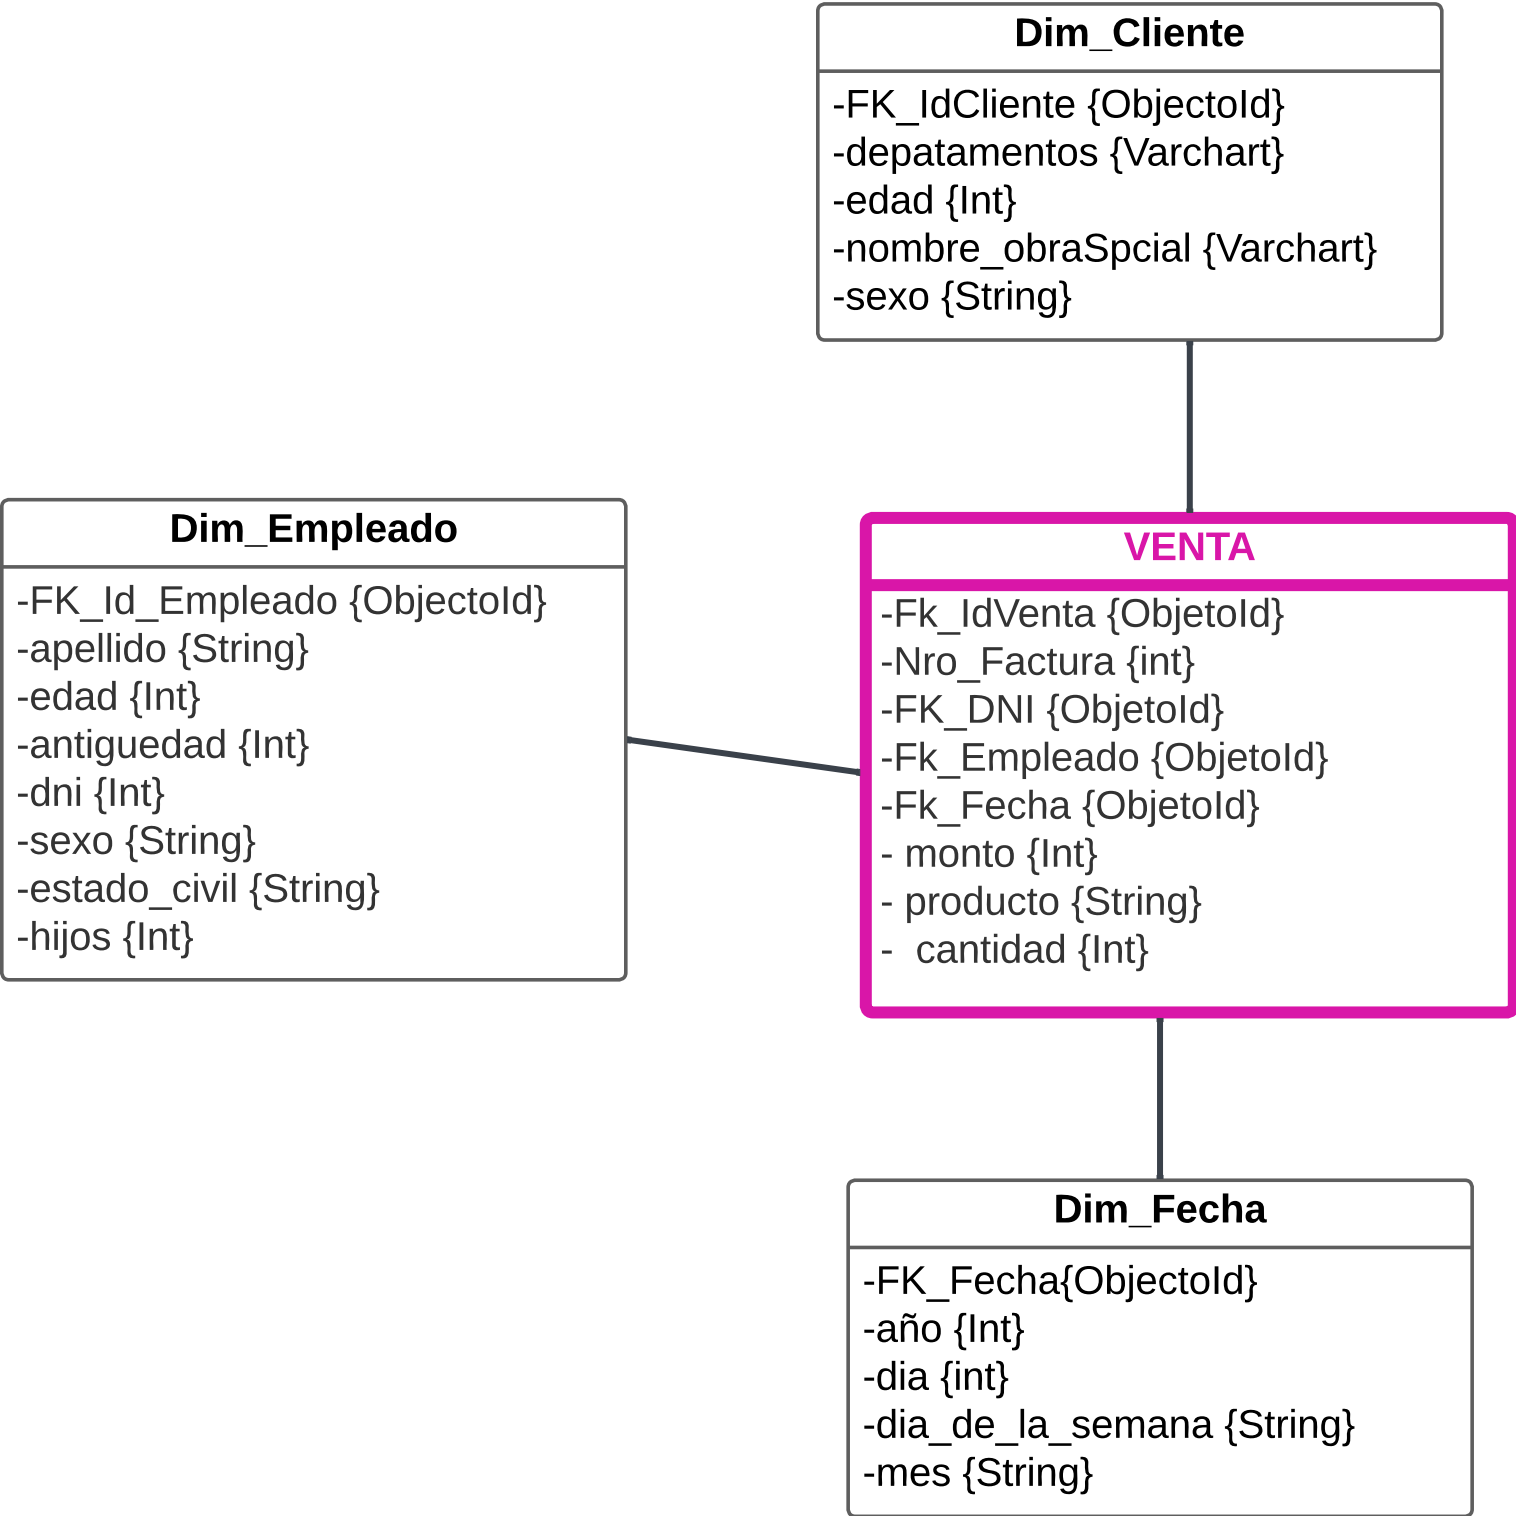 Dim_Cliente
-FK_IdCliente {ObjectoId}
-depatamentos {Varchart}
-edad {Int}
-nombre_obraSpcial {Varchart}
-sexo {String}
Dim_Empleado
-FK_Id_Empleado {ObjectoId}
-apellido {String}
-edad {Int}
-antiguedad {Int}
-dni {Int}
-sexo {String}
-estado_civil {String}
-hijos {Int}
VENTA
-Fk_IdVenta {ObjetoId}
-Nro_Factura {int}
-FK_DNI {ObjetoId}
-Fk_Empleado {ObjetoId}
-Fk_Fecha {ObjetoId}
- monto {Int}
- producto {String}
-  cantidad {Int}
Dim_Fecha
-FK_Fecha{ObjectoId}
-año {Int}
-dia {int}
-dia_de_la_semana {String}
-mes {String}